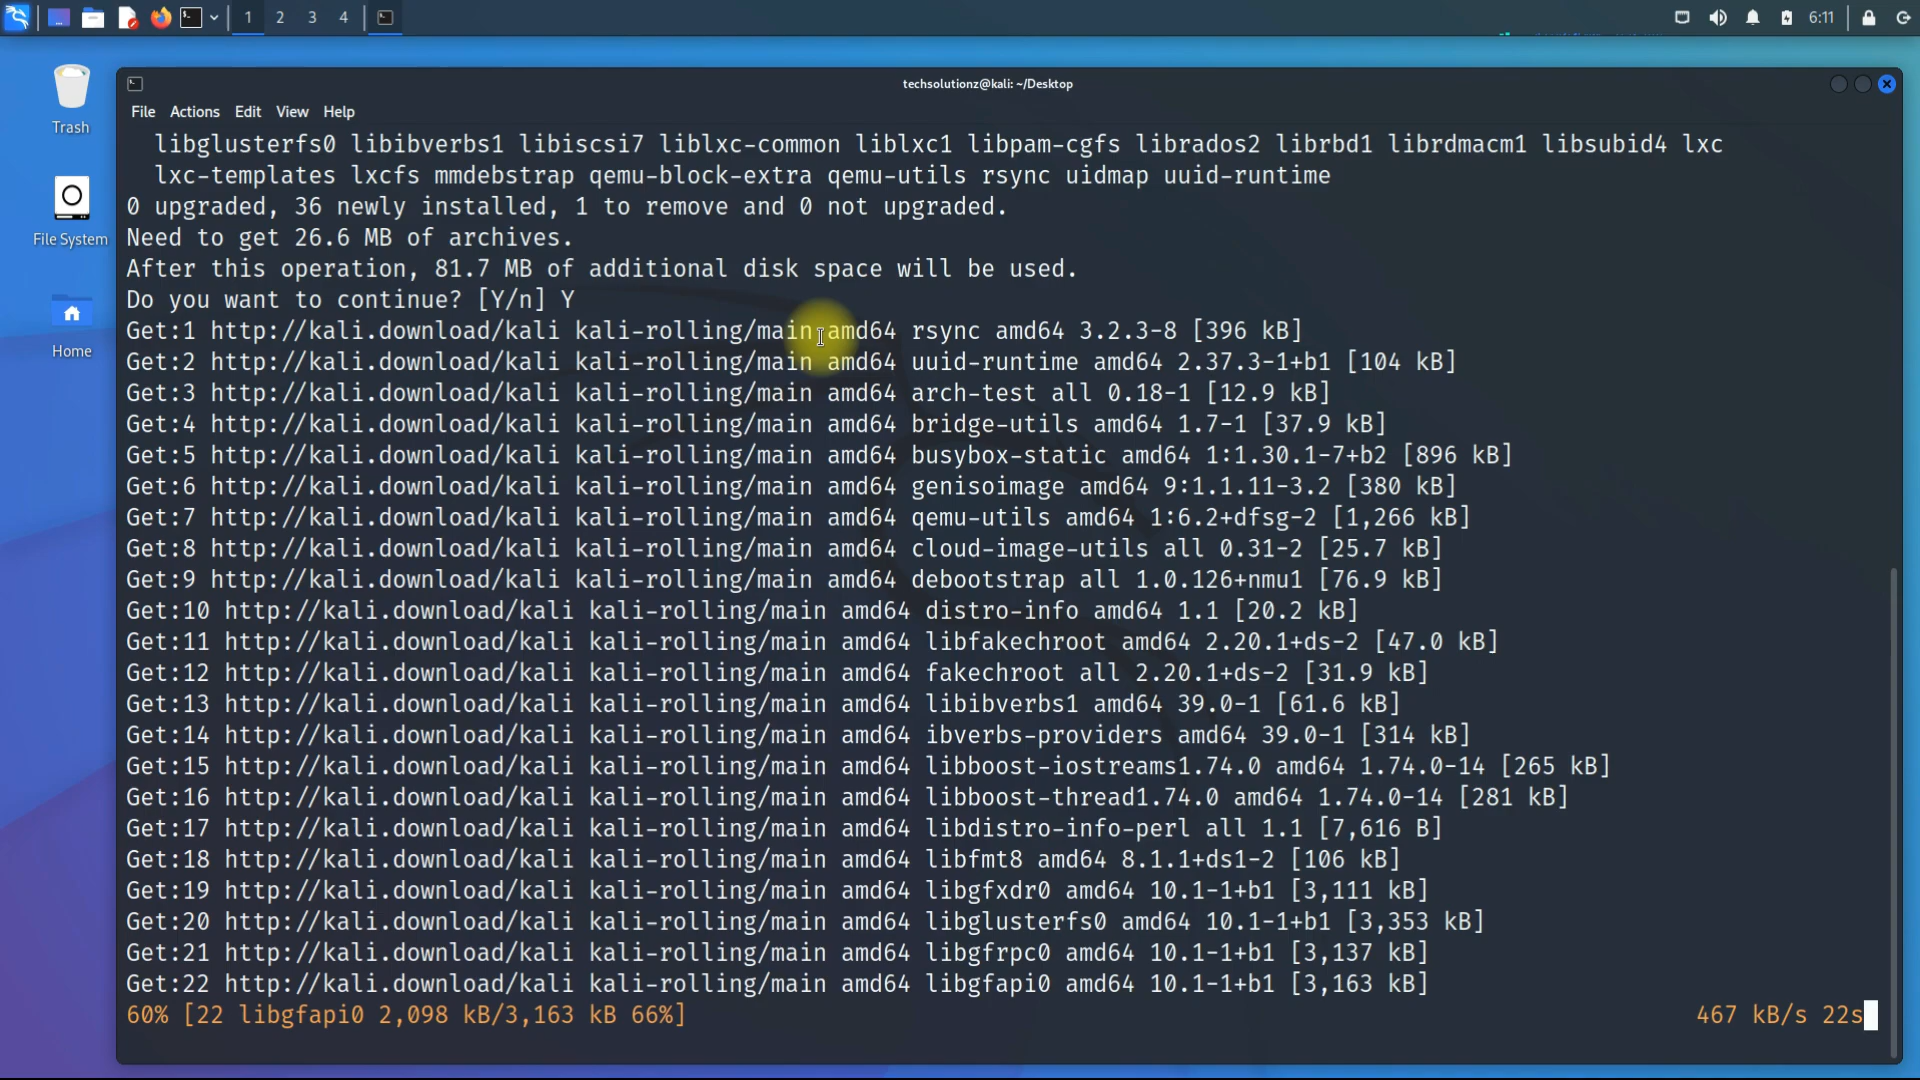 1 2 3 4 6:11
techsolutionz@kali: ~/Desktop
File Actions Edit View Help
Trash
File System
Home
libglusterfs0 libibverbs1 libiscsi7 liblxc-common liblxc1 libpam-cgfs librados2 librbd1 librdmacm1 libsubid4 lxc
lxc-templates lxcfs mmdebstrap qemu-block-extra qemu-utils rsync uidmap uuid-runtime
0 upgraded, 36 newly installed, 1 to remove and 0 not upgraded.
Need to get 26.6 MB of archives.
After this operation, 81.7 MB of additional disk space will be used.
Do you want to continue? [Y/n] Y
Get:1 http://kali.download/kali kali-rolling/main amd64 rsync amd64 3.2.3-8 [396 kB]
Get:2 http://kali.download/kali kali-rolling/main amd64 uuid-runtime amd64 2.37.3-1+b1 [104 kB]
Get:3 http://kali.download/kali kali-rolling/main amd64 arch-test all 0.18-1 [12.9 kB]
Get:4 http://kali.download/kali kali-rolling/main amd64 bridge-utils amd64 1.7-1 [37.9 kB]
Get:5 http://kali.download/kali kali-rolling/main amd64 busybox-static amd64 1:1.30.1-7+b2 [896 kB]
Get:6 http://kali.download/kali kali-rolling/main amd64 genisoimage amd64 9:1.1.11-3.2 [380 kB]
Get:7 http://kali.download/kali kali-rolling/main amd64 qemu-utils amd64 1:6.2+dfsg-2 [1,266 kB]
Get:8 http://kali.download/kali kali-rolling/main amd64 cloud-image-utils all 0.31-2 [25.7 kB]
Get:9 http://kali.download/kali kali-rolling/main amd64 debootstrap all 1.0.126+nmu1 [76.9 kB]
Get:10 http://kali.download/kali kali-rolling/main amd64 distro-info amd64 1.1 [20.2 kB]
Get:11 http://kali.download/kali kali-rolling/main amd64 libfakechroot amd64 2.20.1+ds-2 [47.0 kB]
Get:12 http://kali.download/kali kali-rolling/main amd64 fakechroot all 2.20.1+ds-2 [31.9 kB]
Get:13 http://kali.download/kali kali-rolling/main amd64 libibverbs1 amd64 39.0-1 [61.6 kB]
Get:14 http://kali.download/kali kali-rolling/main amd64 ibverbs-providers amd64 39.0-1 [314 kB]
Get:15 http://kali.download/kali kali-rolling/main amd64 libboost-iostreams1.74.0 amd64 1.74.0-14 [265 kB]
Get:16 http://kali.download/kali kali-rolling/main amd64 libboost-thread1.74.0 amd64 1.74.0-14 [281 kB]
Get:17 http://kali.download/kali kali-rolling/main amd64 libdistro-info-perl all 1.1 [7,616 B]
Get:18 http://kali.download/kali kali-rolling/main amd64 libfmt8 amd64 8.1.1+ds1-2 [106 kB]
Get:19 http://kali.download/kali kali-rolling/main amd64 libgfxdr0 amd64 10.1-1+b1 [3,111 kB]
Get:20 http://kali.download/kali kali-rolling/main amd64 libglusterfs0 amd64 10.1-1+b1 [3,353 kB]
Get:21 http://kali.download/kali kali-rolling/main amd64 libgfrpc0 amd64 10.1-1+b1 [3,137 kB]
Get:22 http://kali.download/kali kali-rolling/main amd64 libgfapi0 amd64 10.1-1+b1 [3,163 kB]
60% [22 libgfapi0 2,098 kB/3,163 kB 66%] 467 kB/s 22s